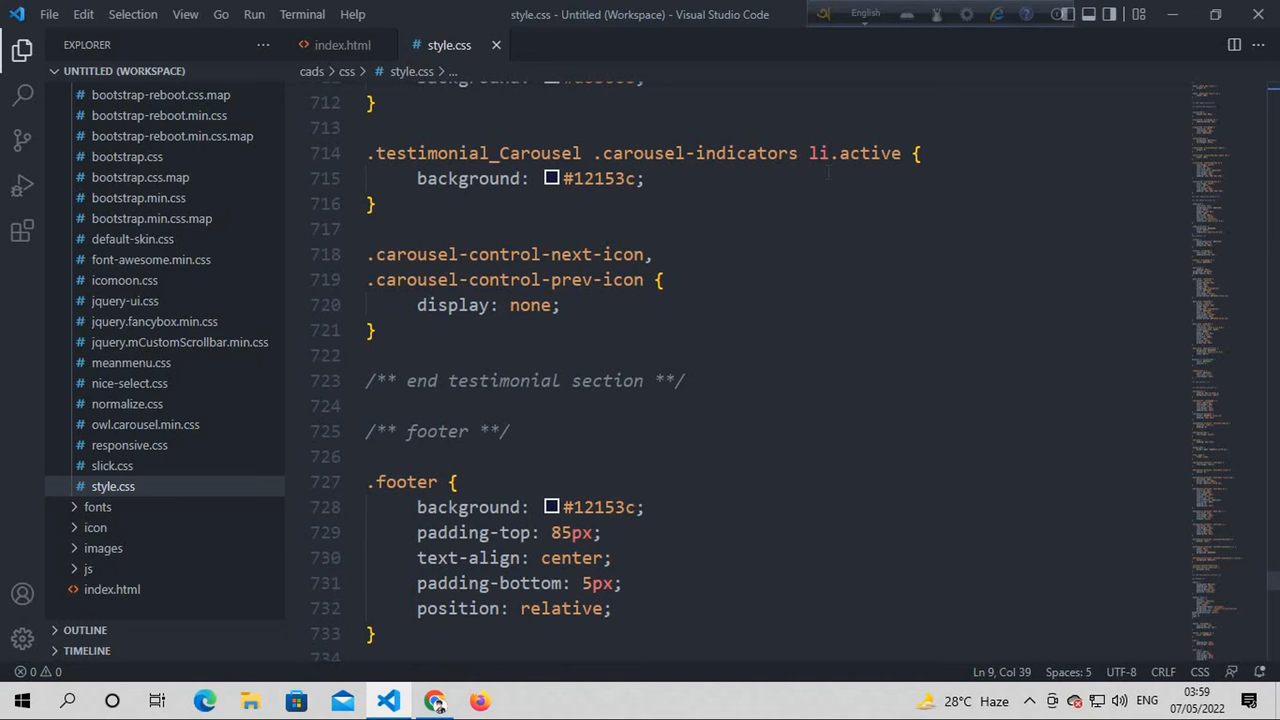 File Edit Selection View Go Run Terminal Help
style.css - Untitled (Workspace) - Visual Studio Code
English
EXPLORER
index.html
style.css
UNTITLED (WORKSPACE)
cads > css > # style.css > ...
bootstrap-reboot.css.map
bootstrap-reboot.min.css
bootstrap-reboot.min.css.map
bootstrap.css
bootstrap.css.map
bootstrap.min.css
bootstrap.min.css.map
default-skin.css
font-awesome.min.css
icomoon.css
jquery-ui.css
jquery.fancybox.min.css
jquery.mCustomScrollbar.min.css
meanmenu.css
nice-select.css
normalize.css
owl.carousel.min.css
responsive.css
slick.css
style.css
fonts
icon
images
js
index.html
OUTLINE
TIMELINE
712 }
713
714 .testimonial_Carousel .carousel-indicators li.active {
715 background: #12153c;
716 }
717
718 .carousel-control-next-icon,
719 .carousel-control-prev-icon {
720 display: none;
721 }
722
723 /** end testimonial section **/
724
725 /** footer **
726
727 .footer {
728 background: #12153c;
729 padding-top: 85px;
730 text-align: center;
731 padding-bottom: 5px;
732 position: relative;
733 }
734
0 0
Ln 9, Col 39 Spaces: 5 UTF-8 CRLF CSS
28°C Haze
ENG
03:59
07/05/2022